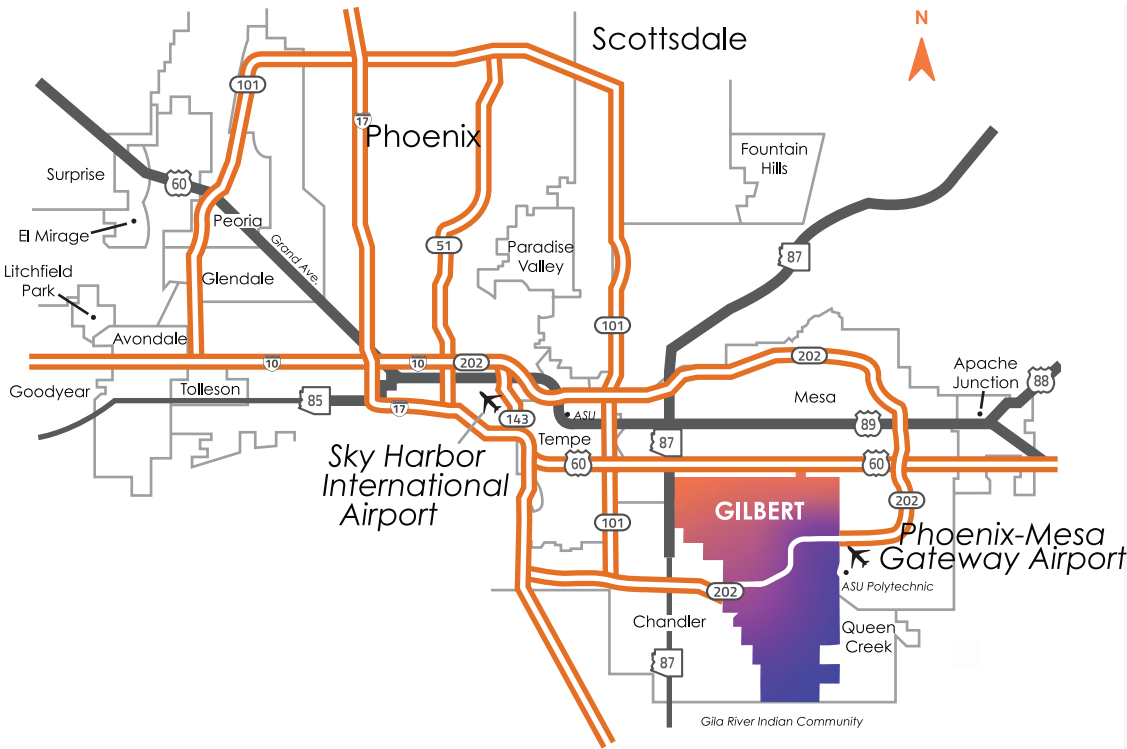 N
Scottsdale
101
17
Phoenix
Fountain
Hills
Surprise
60
Peoria
El Mirage
Grand Ave.
51
Paradise
Valley
87
Litchfield
Park
Glendale
101
Avondale
10
10
202
202
Apache
Junction
88
Goodyear
Tolleson
85
17
143
ASU
Mesa
89
Tempe
87
Sky Harbor
International
Airport
60
60
202
101
GILBERT
Phoenix-Mesa
Gateway Airport
ASU Polytechnic
202
Chandler
Queen
Creek
87
Gila River Indian Community